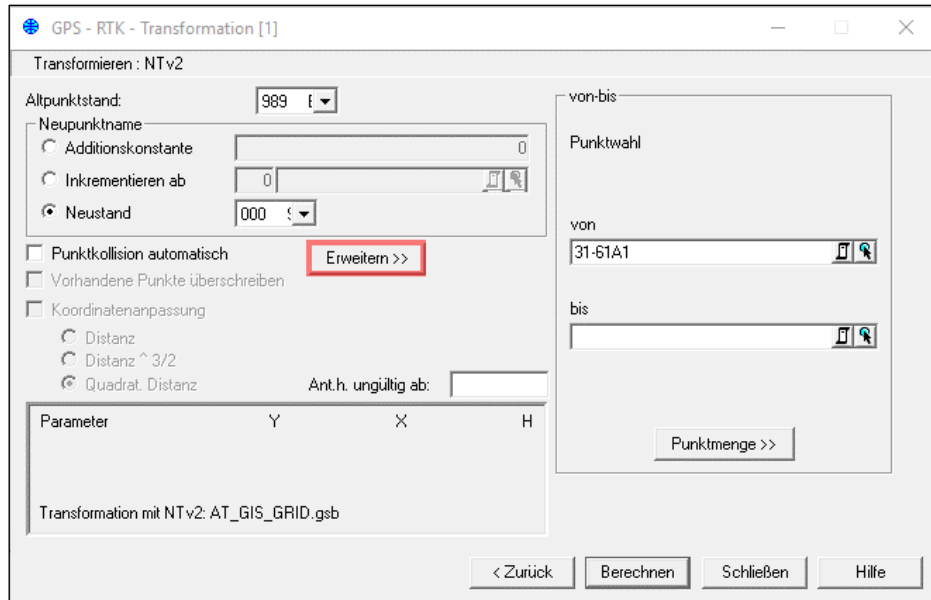 GPS - RTK - Transformation [1]
Transformieren : NTv2
Altpunktstand:
989 E
Neupunktname
Additionskonstante
0
Inkrementieren ab
0
Neustand
000
Punktkollision automatisch
Erweitern >>
Vorhandene Punkte überschreiben
Koordinatenanpassung
Distanz
Distanz ^ 3/2
Quadrat. Distanz
Ant.h. ungültig ab:
Parameter Y X H
Transformation mit NTv2: AT_GIS_GRID.gsb
von-bis
Punktwahl
von
31-61A1
bis
Punktmenge >>
< Zurück
Berechnen
Schließen
Hilfe